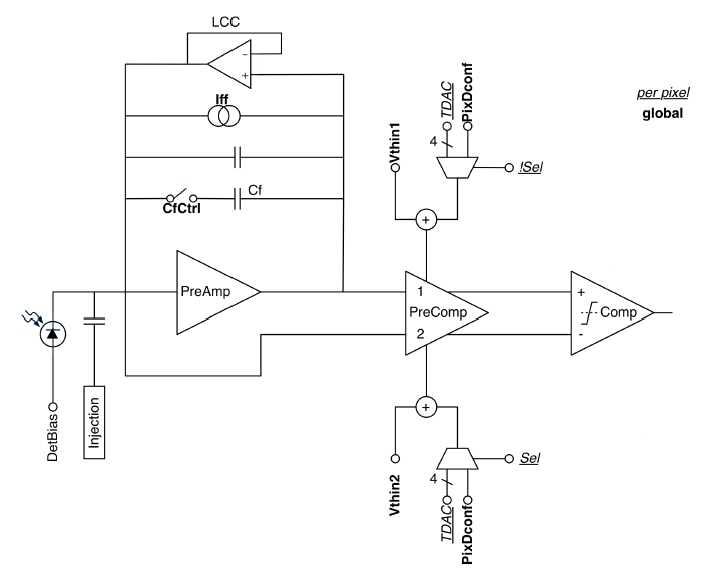 LCC
-
+
Iff
Cf
CfCtrl
per pixel
global
TDAC
PixDconf
4
Vthin1
!Sel
+
PreAmp
1
PreComp
2
+
Comp
-
DetBias
Injection
+
Sel
4
Vthin2
TDAC
PixDconf